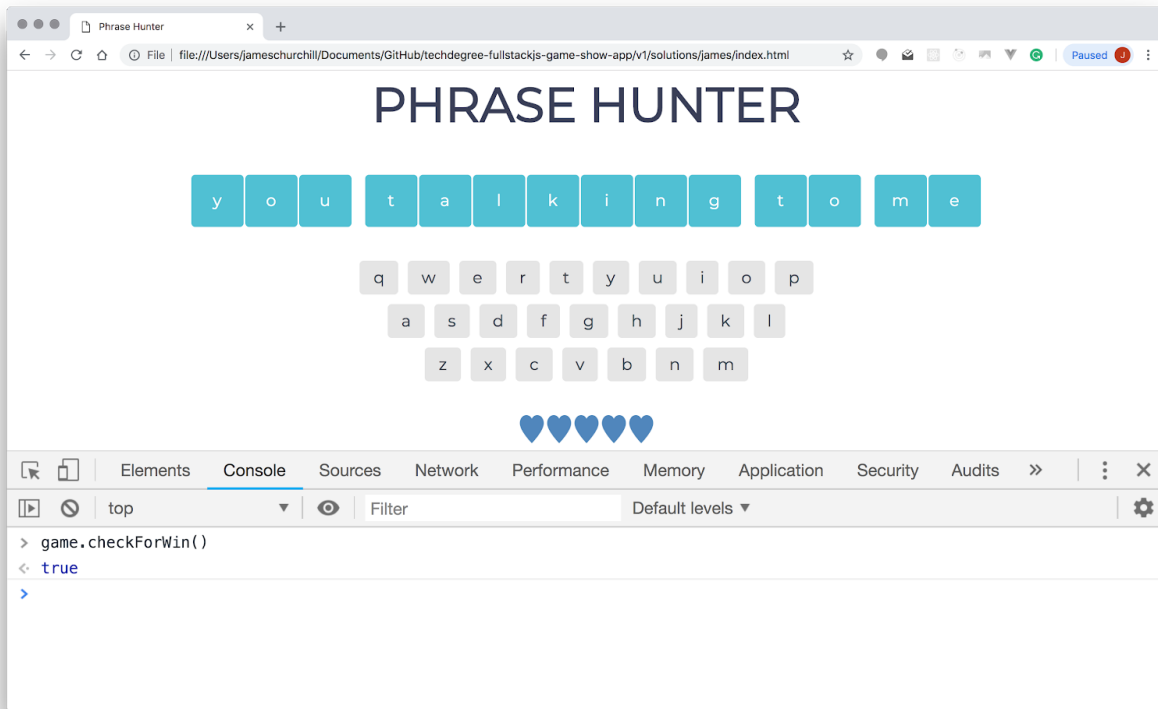 Phrase Hunter
File file:///Users/jameschurchill/Documents/GitHub/techdegree-fullstackjs-game-show-app/v1/solutions/james/index.html Paused J
PHRASE HUNTER
y o u t a l k i n g t o m e
q w e r t y u i o p
a s d f g h j k l
z x c v b n m
Elements Console Sources Network Performance Memory Application Security Audits
top Filter Default levels
game.checkForWin()
true